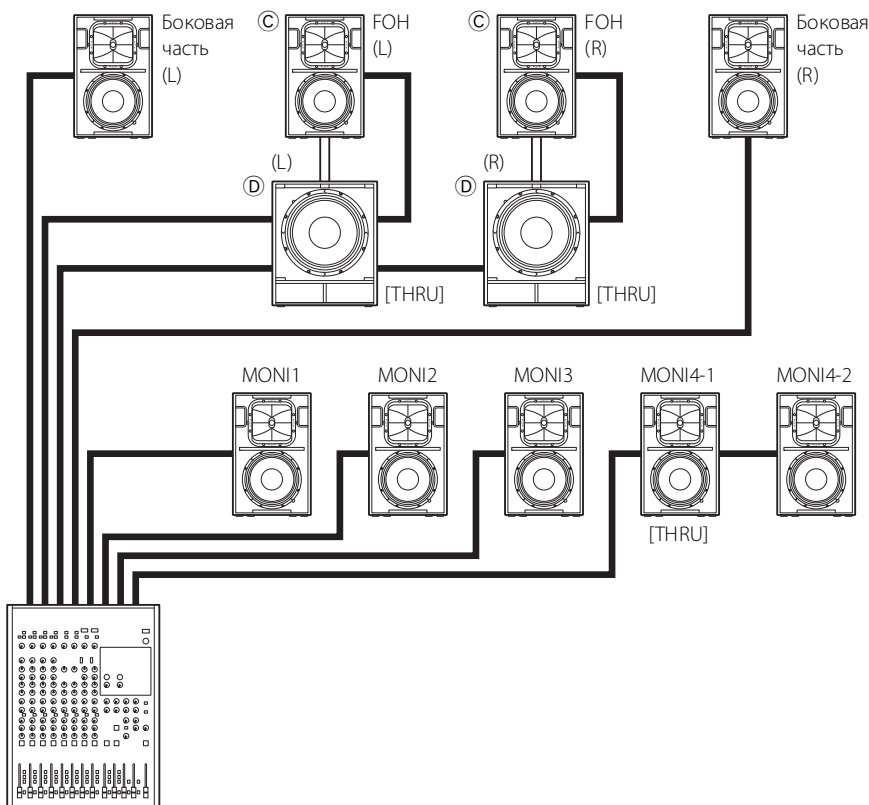 Боковая
часть
(L)
Ⓒ FOH
(L)
Ⓒ FOH
(R)
Боковая
часть
(R)
(L)
Ⓓ
(R)
Ⓓ
[THRU]
[THRU]
MONI1
MONI2
MONI3
MONI4-1
MONI4-2
[THRU]